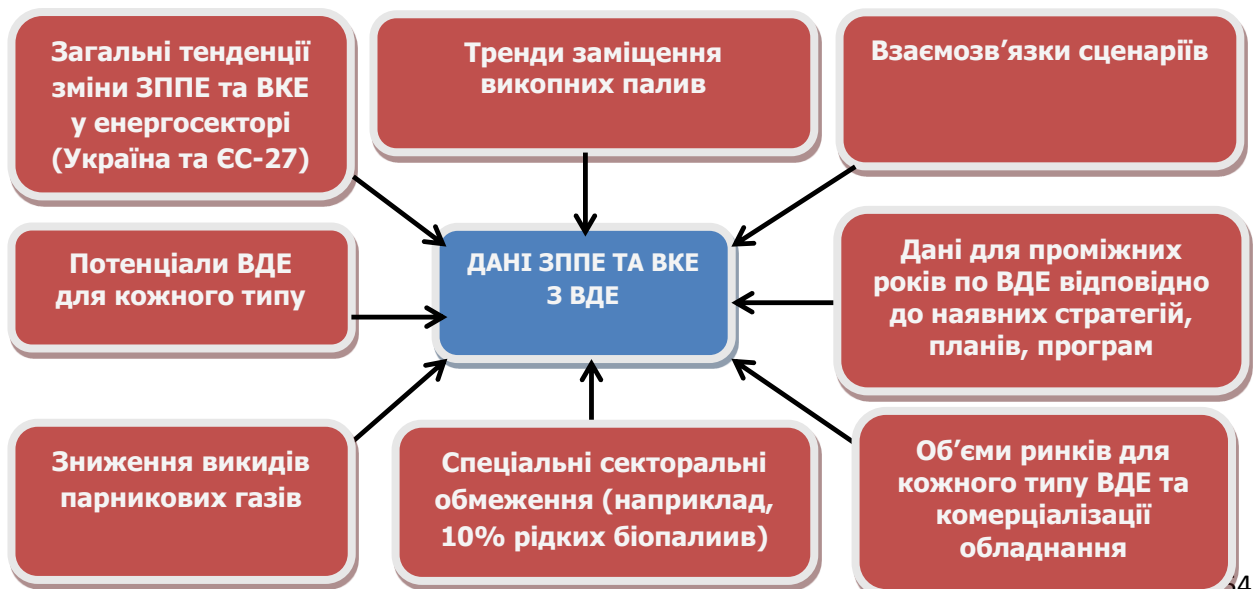 Загальні тенденції
зміни ЗППЕ та ВКЕ
у енергосекторі
(Україна та ЄС-27)
Тренди заміщення
викопних палив
Взаємозв’язки сценаріїв
Потенціали ВДЕ
для кожного типу
ДАНІ ЗППЕ ТА ВКЕ
З ВДЕ
Дані для проміжних
років по ВДЕ відповідно
до наявних стратегій,
планів, програм
Зниження викидів
парникових газів
Спеціальні секторальні
обмеження (наприклад,
10% рідких біопалиив)
Об’єми ринків для
кожного типу ВДЕ та
комерціалізації
обладнання